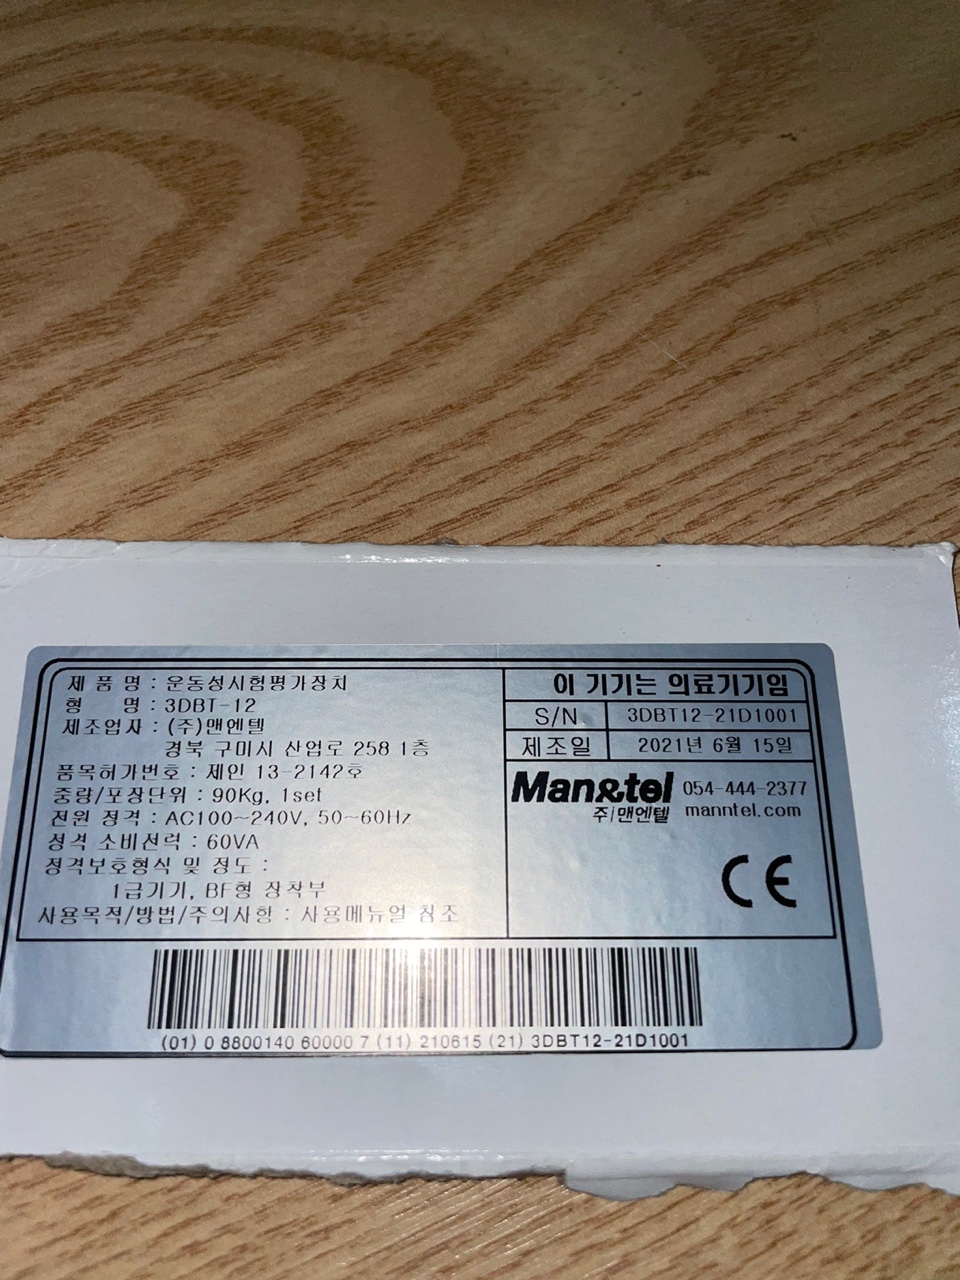 제 품 명 : 운동성시험평가장치
형 명 : 3DBT-12
제조업자 : (주)맨엔텔
경북 구미시 산업로 258 1층
품목허가번호 : 제인 13-2142호
중량/포장단위 : 90Kg, 1set
전원 정격 : AC100~240V, 50~60Hz
정격 소비전력 : 60VA
정격보호형식 및 정도 :
1급기기, BF형 장착부
사용목적/방법/주의사항 : 사용메뉴얼 참조
이 기기는 의료기기임
S/N 3DBT12-21D1001
제조일 2021년 6월 15일
Man&tel 054-444-2377
주)맨엔텔 manntel.com
CE
(01) 0 8800140 60000 7 (11) 210615 (21) 3DBT12-21D1001